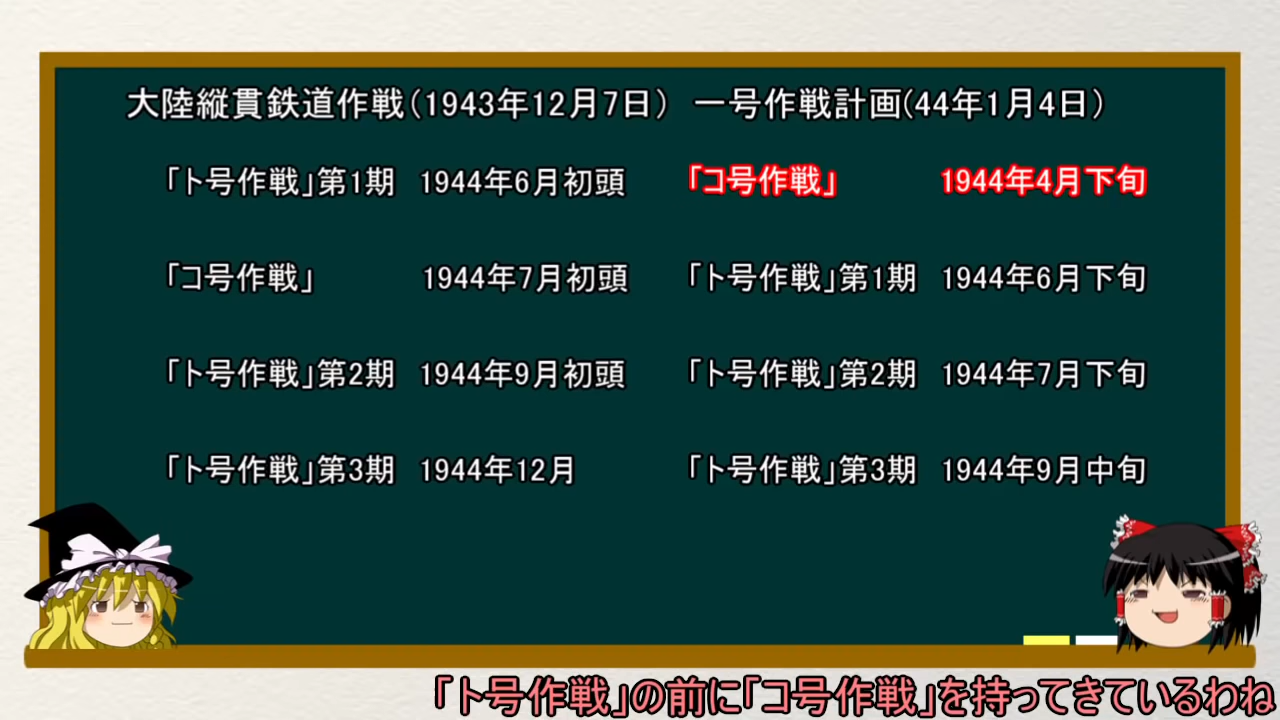 大陸縦貫鉄道作戦(1943年12月7日) 一号作戦計画(44年1月4日)
「ト号作戦」第1期 1944年6月初頭 「コ号作戦」 1944年4月下旬
「コ号作戦」 1944年7月初頭 「ト号作戦」第1期 1944年6月下旬
「ト号作戦」第2期 1944年9月初頭 「ト号作戦」第2期 1944年7月下旬
「ト号作戦」第3期 1944年12月 「ト号作戦」第3期 1944年9月中旬
「ト号作戦」の前に「コ号作戦」を持ってきているわね